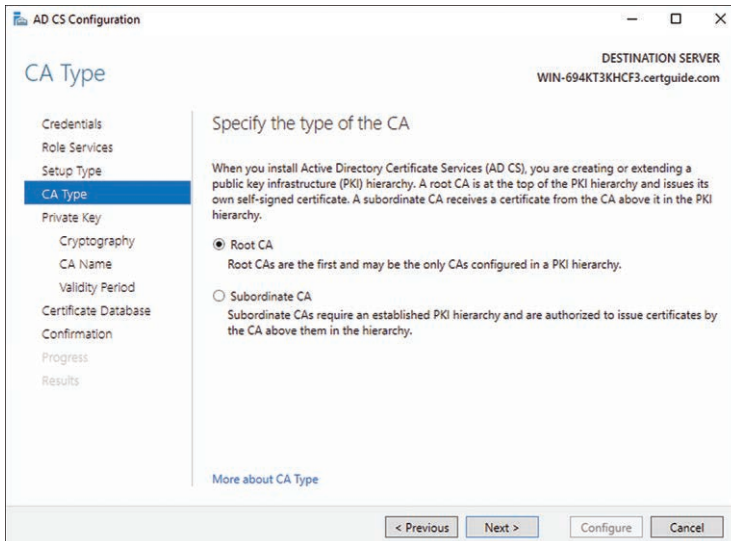 AD CS Configuration
CA Type
DESTINATION SERVER
WIN-694KT3KHCF3.certguide.com
Credentials
Role Services
Setup Type
CA Type
Private Key
Cryptography
CA Name
Validity Period
Certificate Database
Confirmation
Progress
Results
Specify the type of the CA
When you install Active Directory Certificate Services (AD CS), you are creating or extending a
public key infrastructure (PKI) hierarchy. A root CA is at the top of the PKI hierarchy and issues its
own self-signed certificate. A subordinate CA receives a certificate from the CA above it in the PKI
hierarchy.
Root CA
Root CAs are the first and may be the only CAs configured in a PKI hierarchy.
Subordinate CA
Subordinate CAs require an established PKI hierarchy and are authorized to issue certificates by
the CA above them in the hierarchy.
More about CA Type
< Previous
Next >
Configure
Cancel